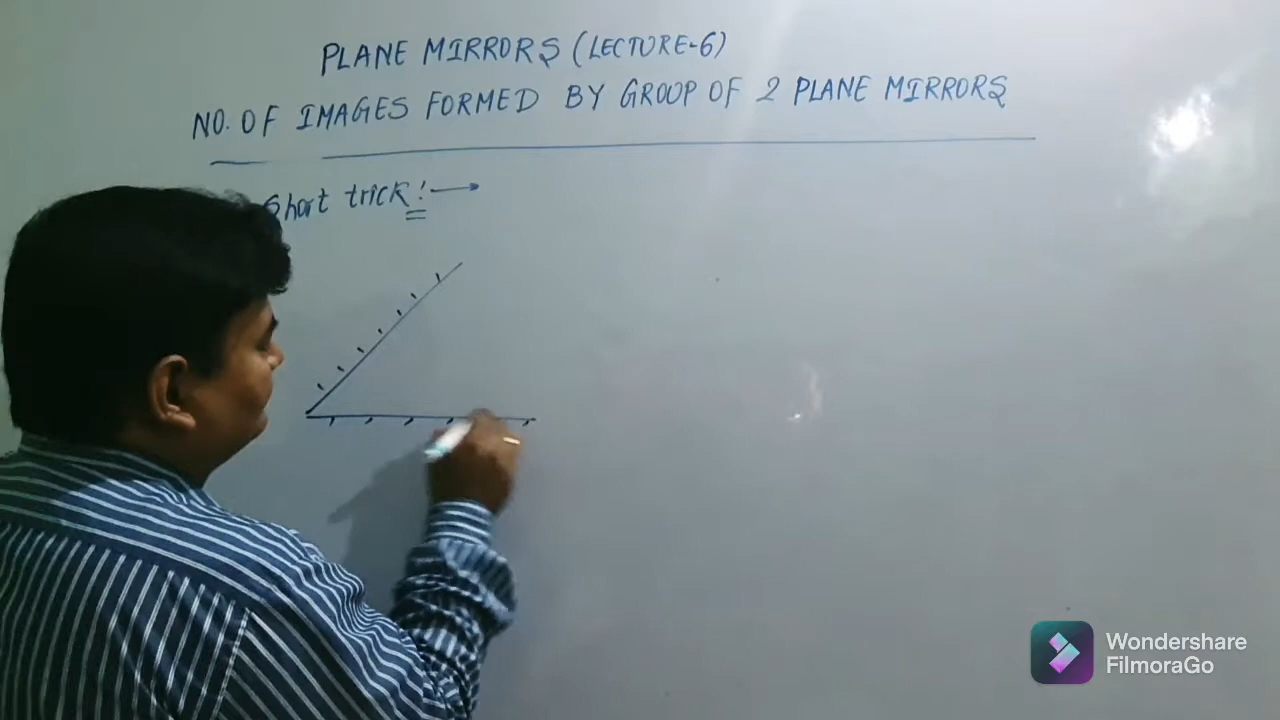 PLANE MIRRORS (LECTURE-6)
NO. OF IMAGES FORMED BY GROUP OF 2 PLANE MIRRORS
Short trick!
Wondershare
FilmoraGo